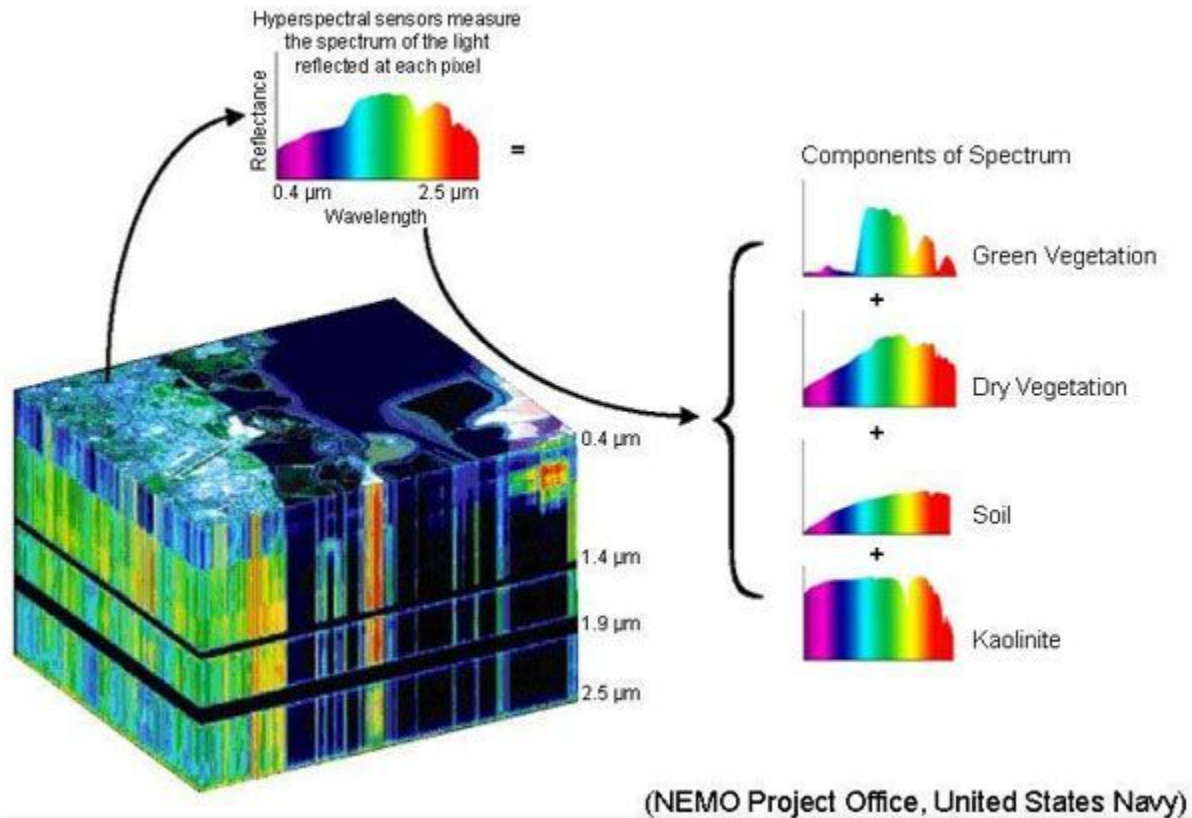 Hyperspectral sensors measure
the spectrum of the light
reflected at each pixel
Reflectance
0.4 µm
2.5 µm
Wavelength
=
Components of Spectrum
Green Vegetation
+
Dry Vegetation
+
Soil
+
Kaolinite
0.4 µm
1.4 µm
1.9 µm
2.5 µm
(NEMO Project Office, United States Navy)